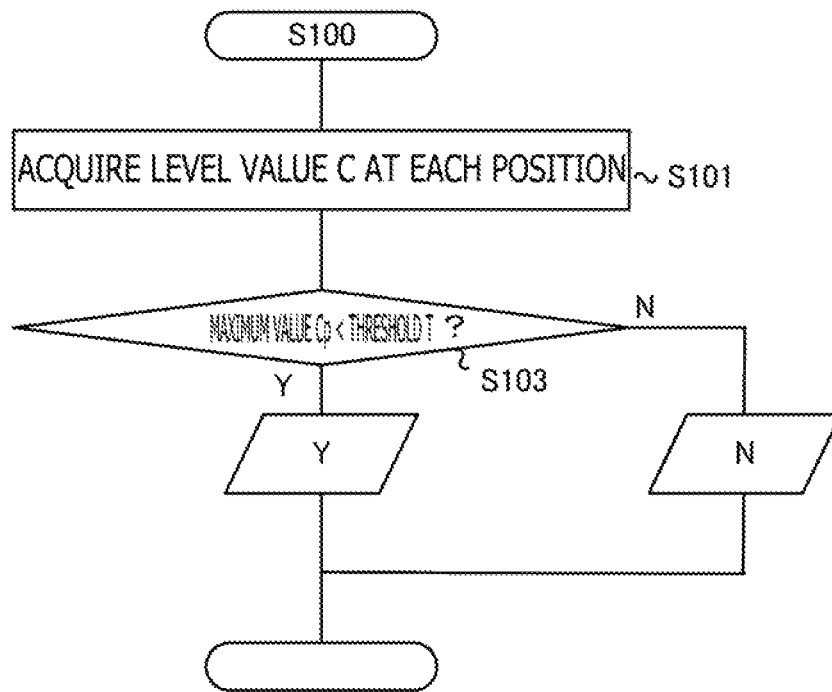 S100
ACQUIRE LEVEL VALUE C AT EACH POSITION
~ S101
MAXIMUM VALUE Cp < THRESHOLD T ?
N
Y
S103
Y
N